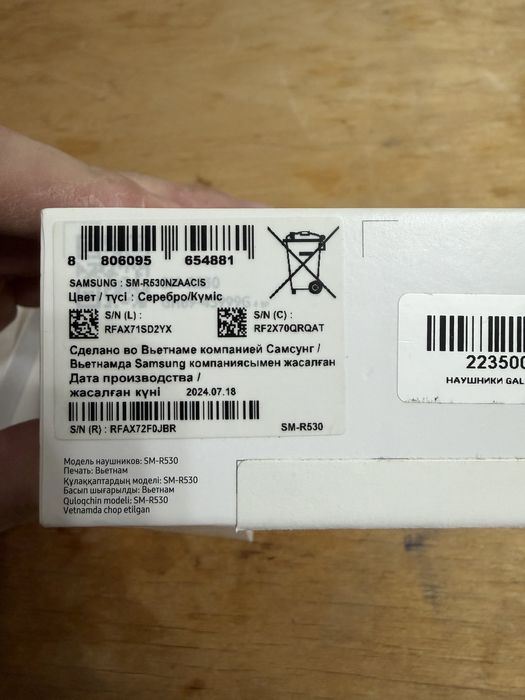 8 806095 654881
SAMSUNG : SM-R530NZAACIS
Цвет / түсі : Серебро/Күміс
S/N (L) :
RFAX71SD2YX
S/N (C) :
RF2X70QRQAT
Сделано во Вьетнаме компанией Самсунг /
Вьетнамда Samsung компаниясымен жасалған
Дата производства /
жасалған күні 2024.07.18
S/N (R) : RFAX72F0JBR
SM-R530
Модель наушников: SM-R530
Печать: Вьетнам
Құлаққаптардың моделі: SM-R530
Басып шығарылды: Вьетнам
Quloqchin modeli: SM-R530
Vetnamda chop etilgan
223500
НАУШНИКИ GAL